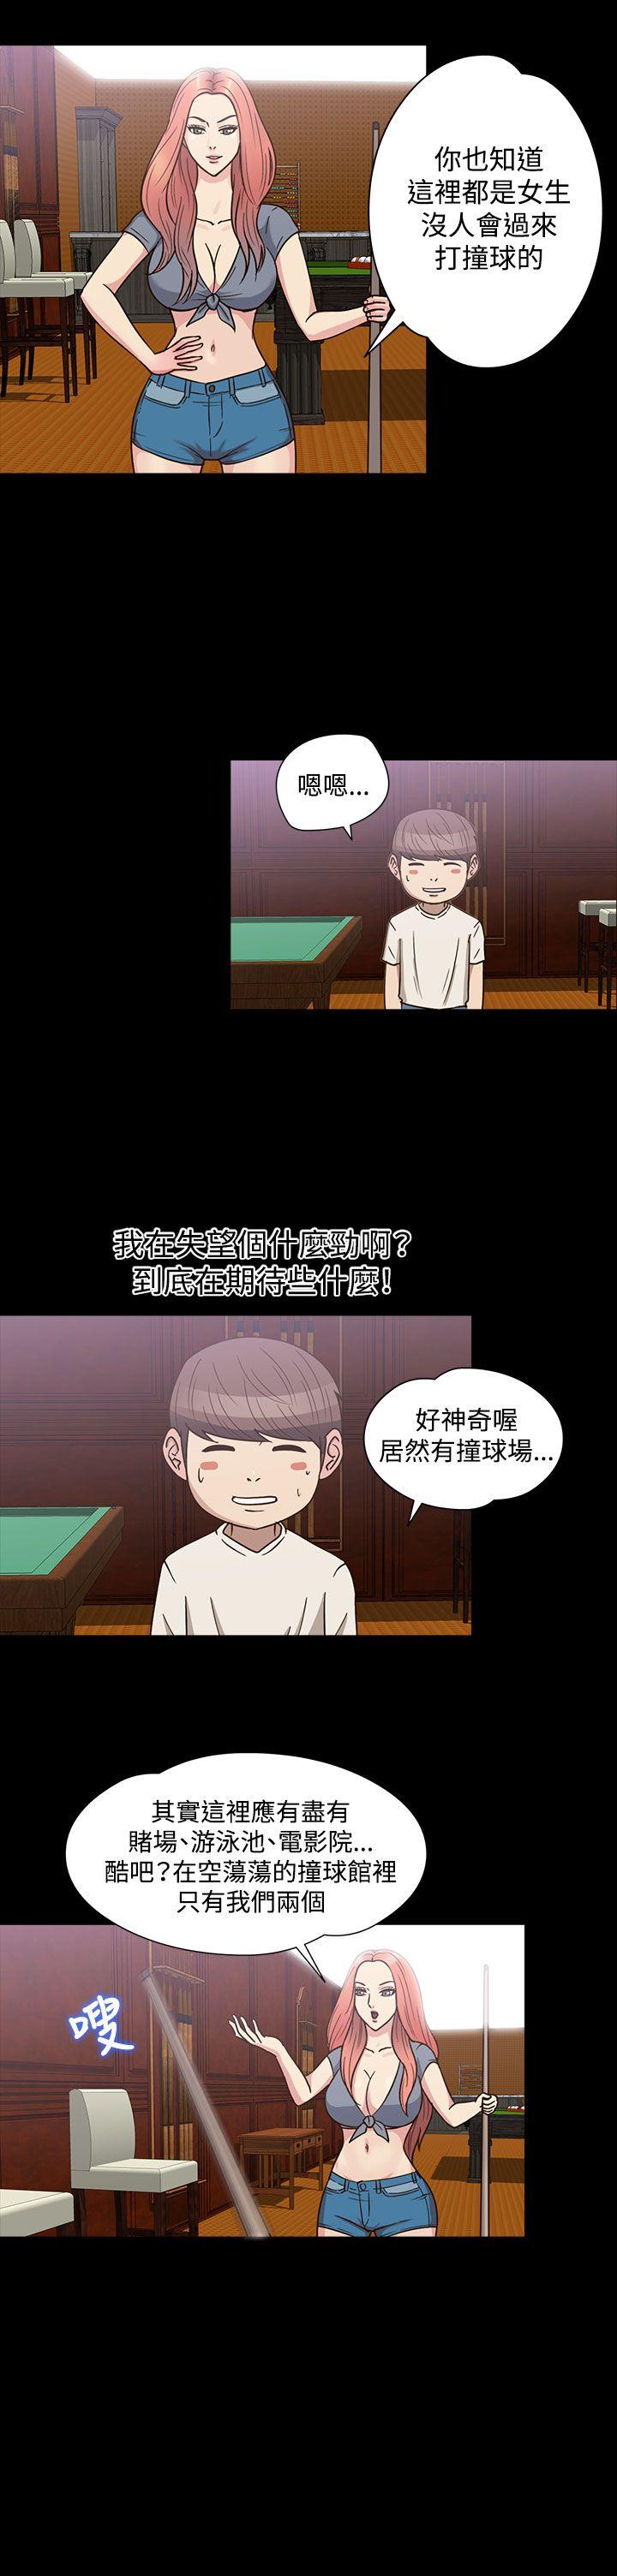 你也知道
這裡都是女生
沒人會過來
打撞球的
嗯嗯...
我在失望個什麼勁啊？
到底在期待些什麼！
好神奇喔
居然有撞球場...
其實這裡應有盡有
賭場、游泳池、電影院...
酷吧？在空蕩蕩的撞球館裡
只有我們兩個
嗖